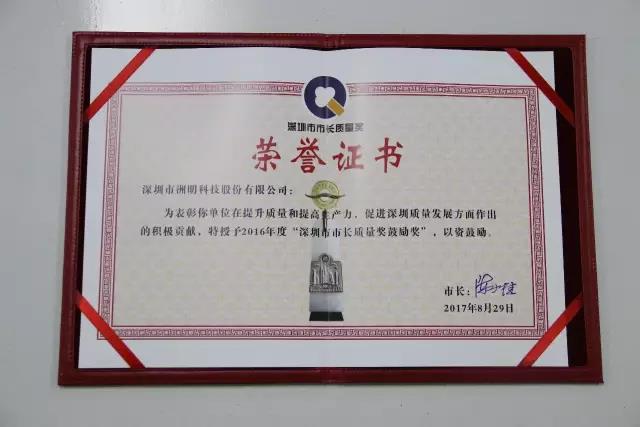 深圳市市长质量奖
荣誉证书
深圳市洲明科技股份有限公司：
为表彰你单位在提升质量和提高生产力，促进深圳质量发展方面作出
的积极贡献，特授予2016年度“深圳市市长质量奖鼓励奖”，以资鼓励。
市长：
2017年8月29日